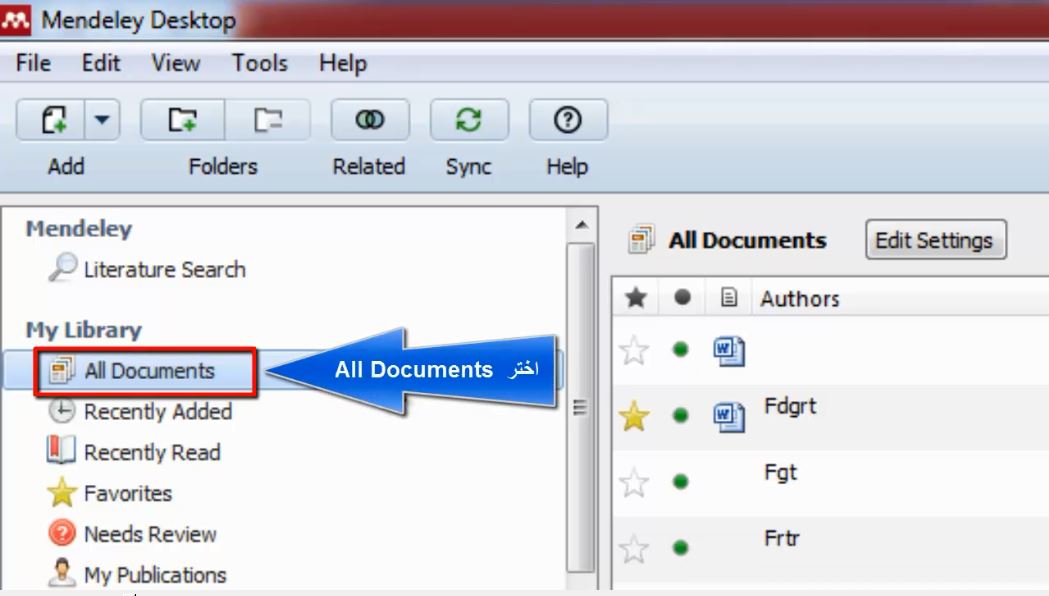 Mendeley Desktop
File Edit View Tools Help
Add Folders Related Sync Help
Mendeley
Literature Search
My Library
All Documents
Recently Added
Recently Read
Favorites
Needs Review
My Publications
اختر All Documents
All Documents Edit Settings
Authors
Fdgrt
Fgt
Frtr